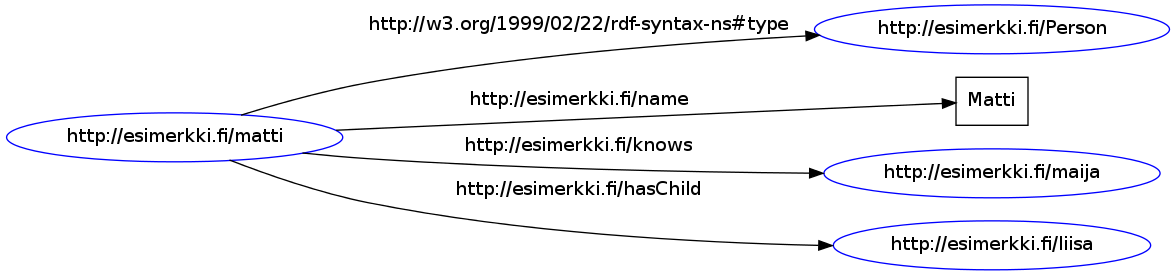 http://w3.org/1999/02/22/rdf-syntax-ns#type
http://esimerkki.fi/Person
http://esimerkki.fi/name
Matti
http://esimerkki.fi/matti
http://esimerkki.fi/knows
http://esimerkki.fi/maija
http://esimerkki.fi/hasChild
http://esimerkki.fi/liisa